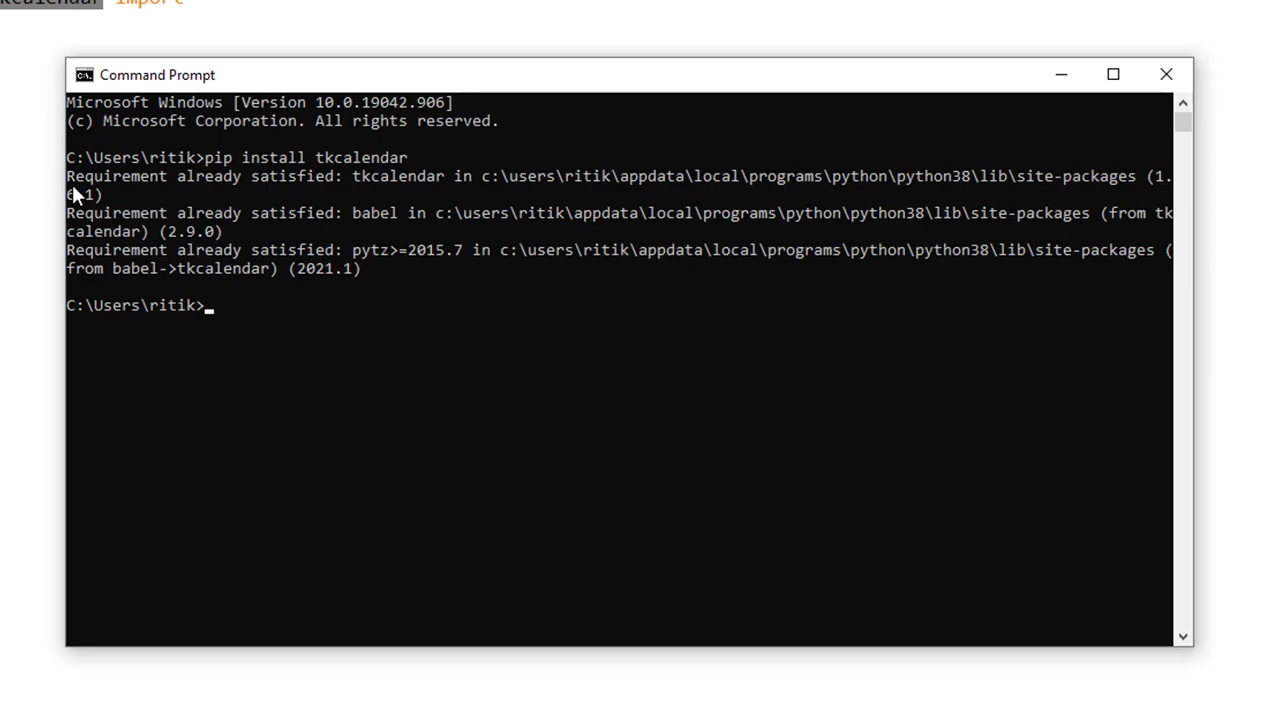 tkcalendar import
Command Prompt
Microsoft Windows [Version 10.0.19042.906]
(c) Microsoft Corporation. All rights reserved.
C:\Users\ritik>pip install tkcalendar
Requirement already satisfied: tkcalendar in c:\users\ritik\appdata\local\programs\python\python38\lib\site-packages (1.
6.1)
Requirement already satisfied: babel in c:\users\ritik\appdata\local\programs\python\python38\lib\site-packages (from tk
calendar) (2.9.0)
Requirement already satisfied: pytz>=2015.7 in c:\users\ritik\appdata\local\programs\python\python38\lib\site-packages (
from babel->tkcalendar) (2021.1)
C:\Users\ritik>